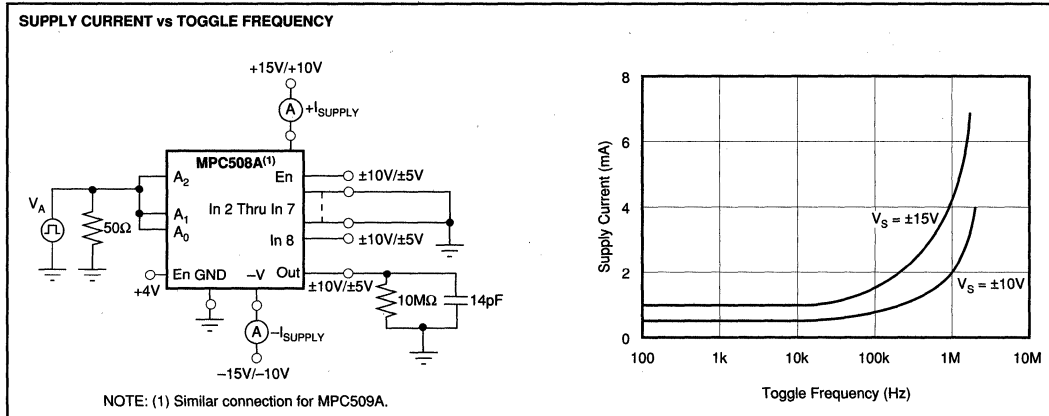 SUPPLY CURRENT vs TOGGLE FREQUENCY
+15V/+10V
A
+I_SUPPLY
MPC508A(1)
A2
En
±10V/±5V
VA
A1
In 2 Thru In 7
50Ω
A0
In 8
±10V/±5V
En GND
–V
Out
+4V
±10V/±5V
10MΩ
14pF
A
–I_SUPPLY
–15V/–10V
NOTE: (1) Similar connection for MPC509A.
8
6
4
2
0
Supply Current (mA)
VS = ±15V
VS = ±10V
100
1k
10k
100k
1M
10M
Toggle Frequency (Hz)